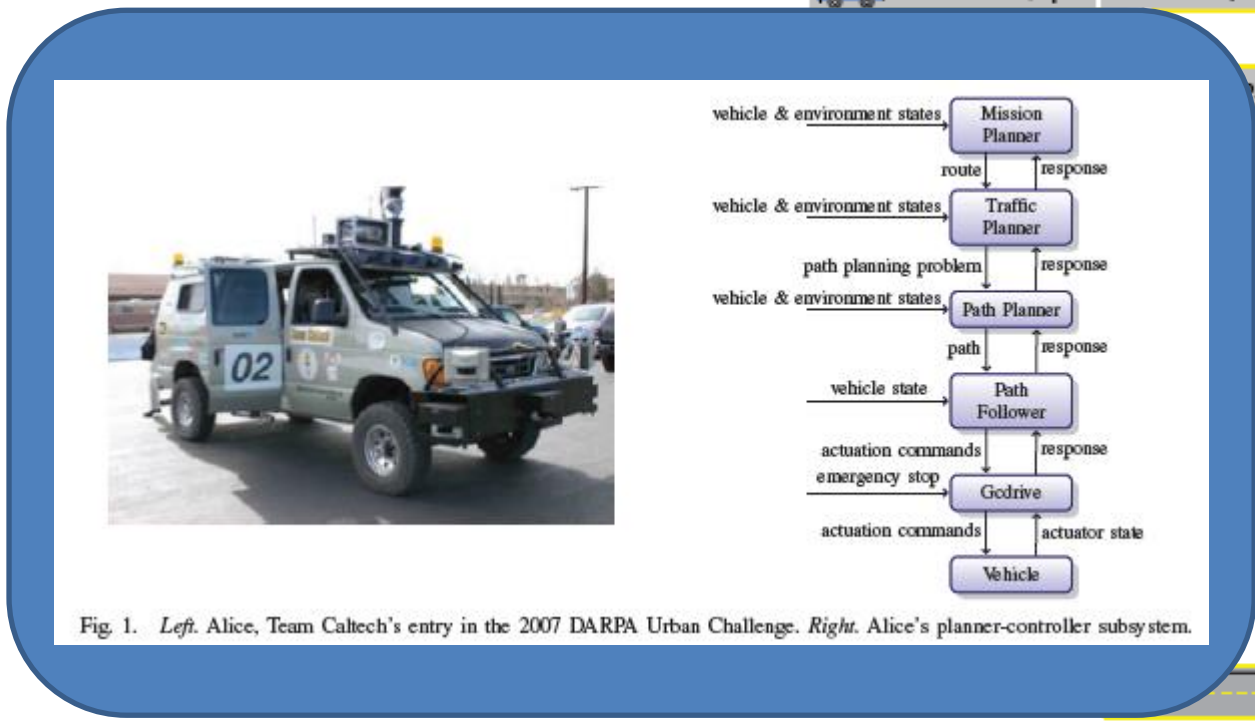 02
vehicle & environment states
Mission
Planner
route
response
vehicle & environment states
Traffic
Planner
path planning problem
response
vehicle & environment states
Path Planner
path
response
vehicle state
Path
Follower
actuation commands
response
emergency stop
Gcdrive
actuation commands
actuator state
Vehicle
Fig. 1. Left. Alice, Team Caltech's entry in the 2007 DARPA Urban Challenge. Right. Alice's planner-controller subsystem.